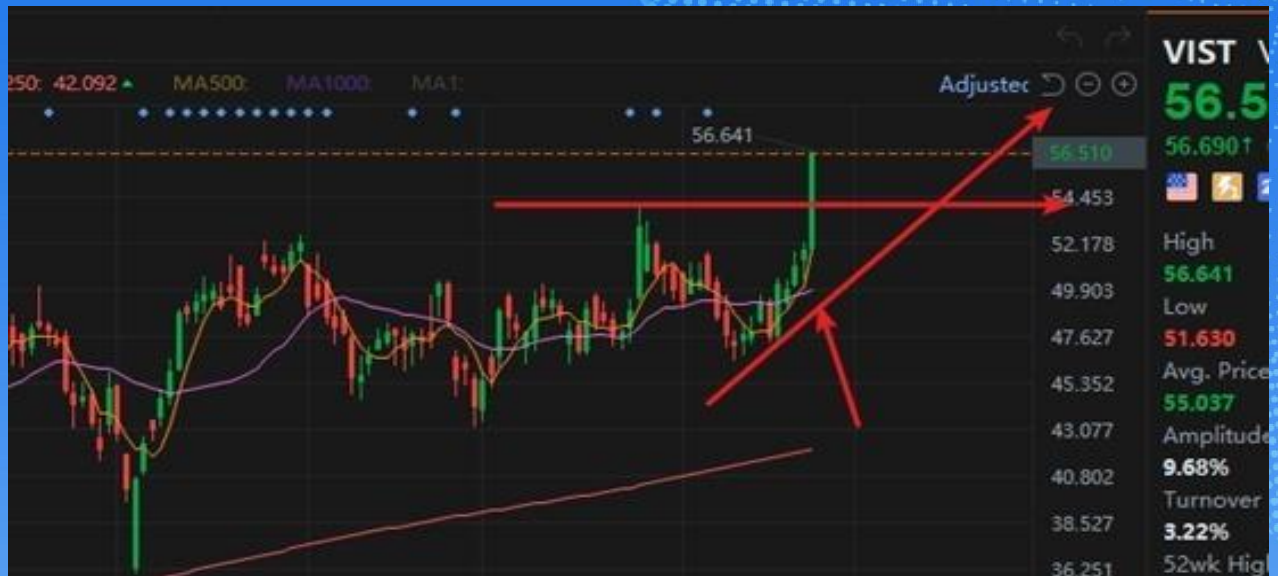 250: 42.092 MA500: MA1000: MA1:
Adjusted
56.641
56.510
54.453
52.178
49.903
47.627
45.352
43.077
40.802
38.527
36.251
VIST
56.5
56.690↑
High
56.641
Low
51.630
Avg. Price
55.037
Amplitude
9.68%
Turnover
3.22%
52wk High